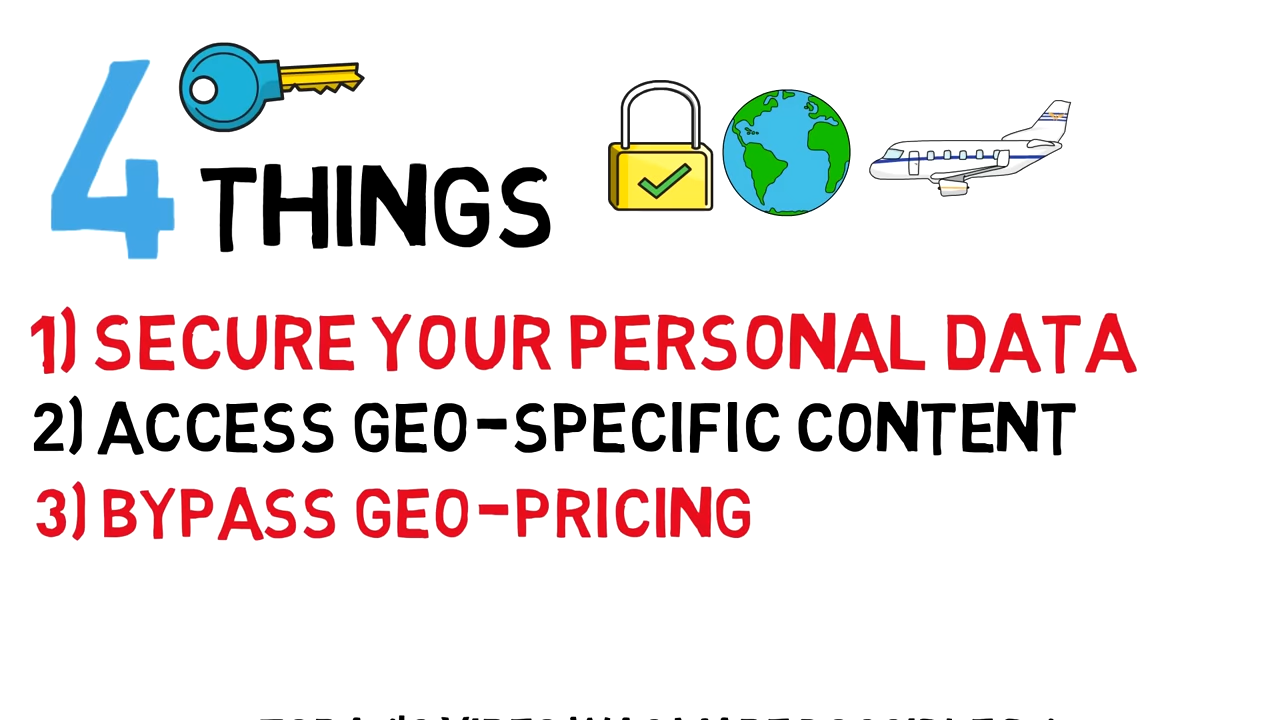 4 THINGS
1) SECURE YOUR PERSONAL DATA
2) ACCESS GEO-SPECIFIC CONTENT
3) BYPASS GEO-PRICING